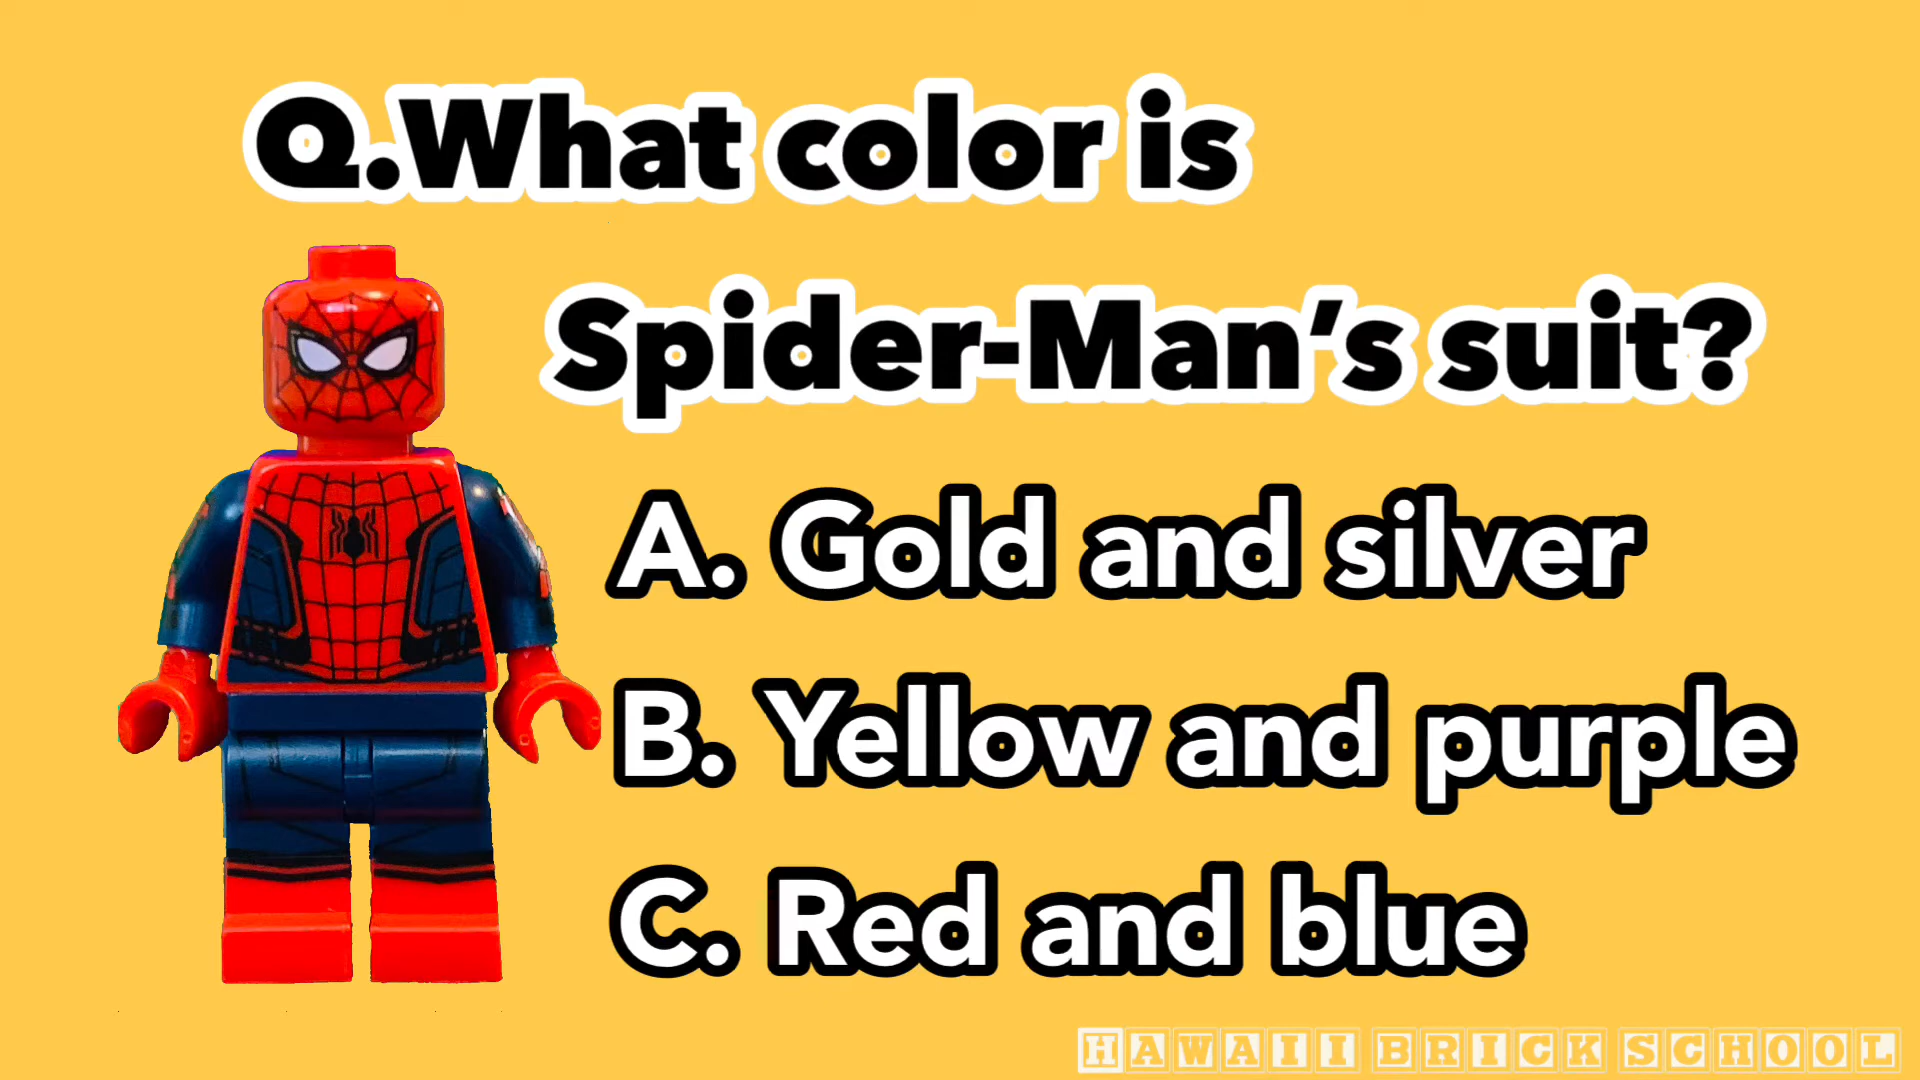 Q.What color is
Spider-Man’s suit?
A. Gold and silver
B. Yellow and purple
C. Red and blue
HAWAII BRICK SCHOOL